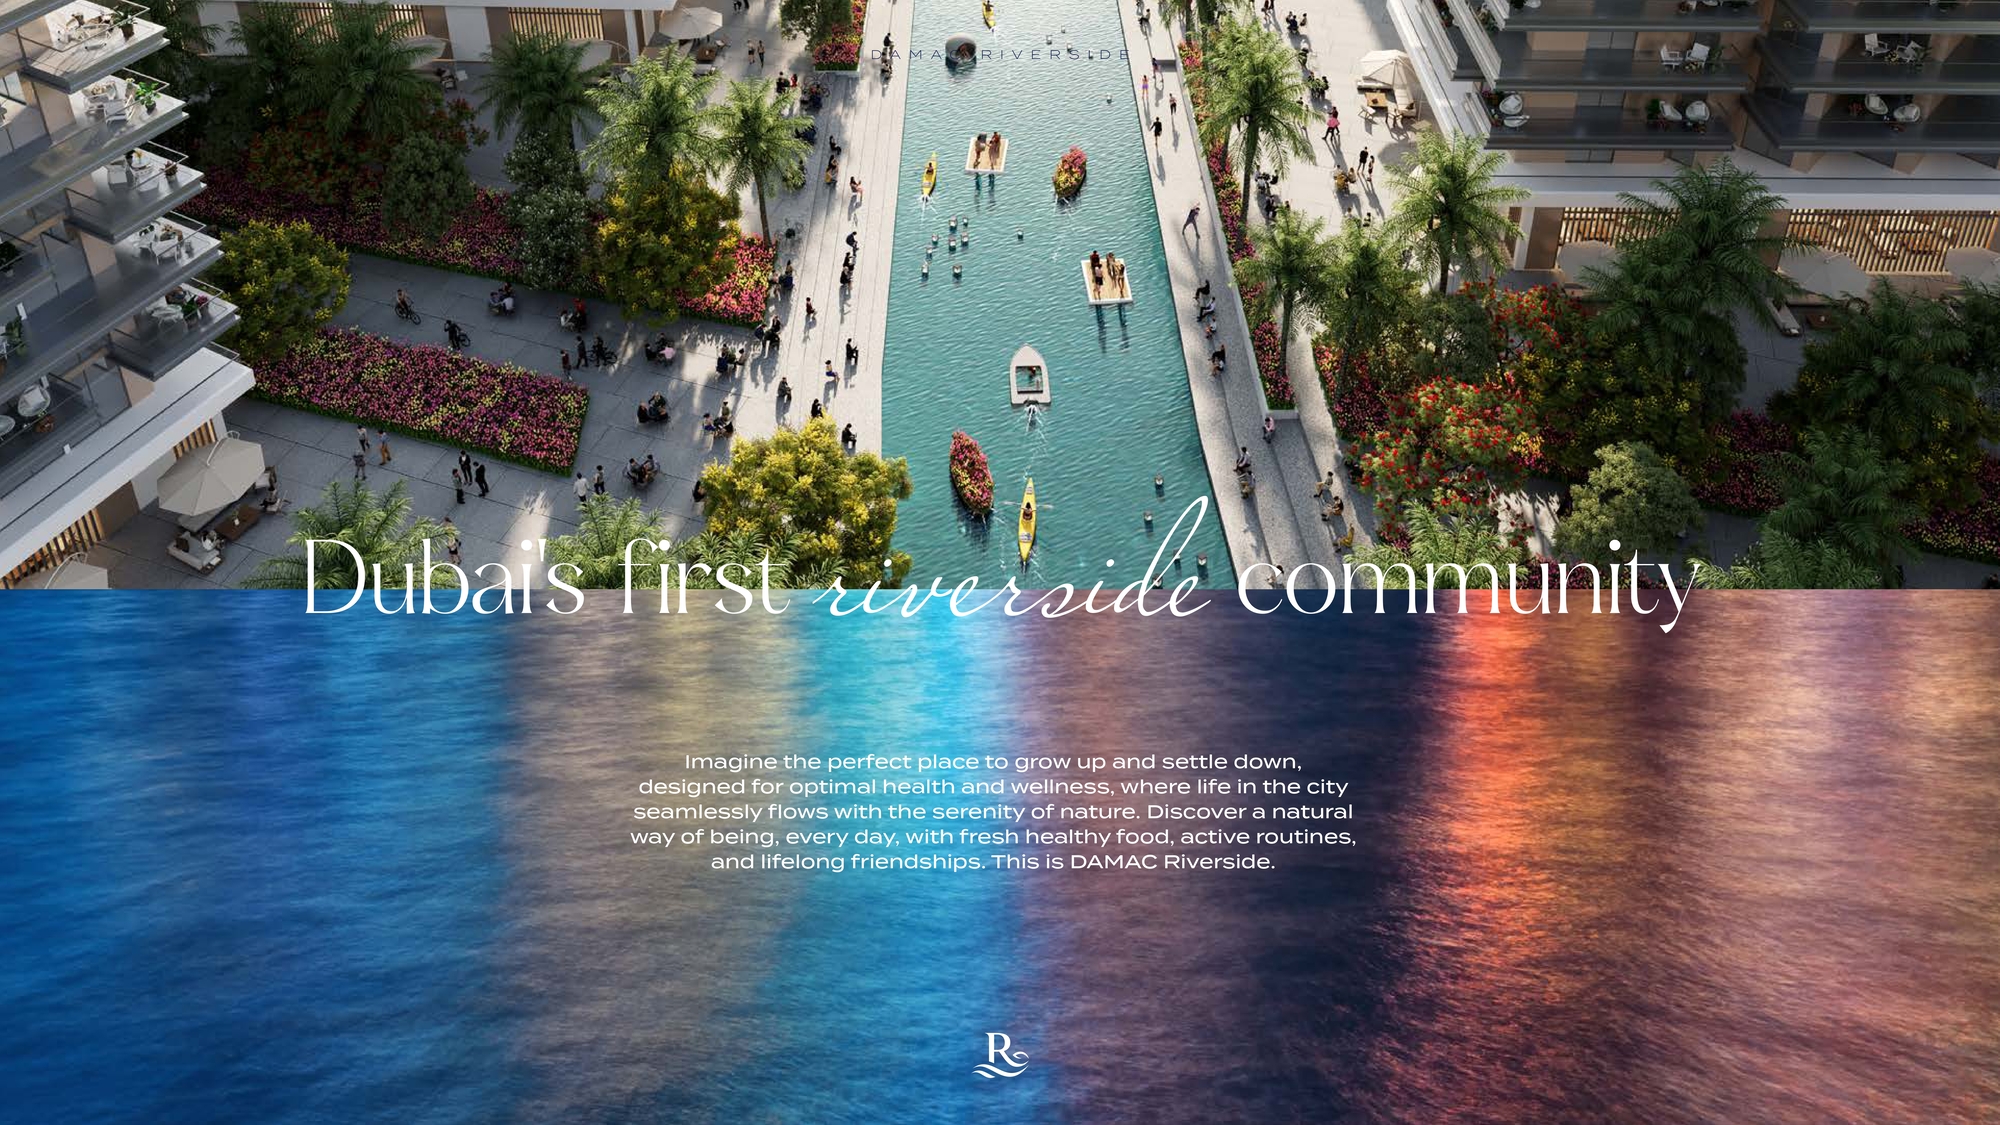 DAMAC RIVERSIDE
Dubai's first riverside community
Imagine the perfect place to grow up and settle down,
designed for optimal health and wellness, where life in the city
seamlessly flows with the serenity of nature. Discover a natural
way of being, every day, with fresh healthy food, active routines,
and lifelong friendships. This is DAMAC Riverside.
R